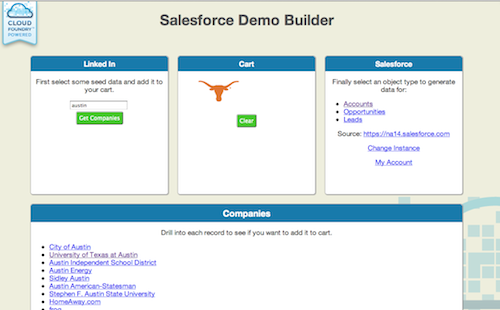 CLOUD
FOUNDRY
POWERED
Salesforce Demo Builder
Linked In
First select some seed data and add it to
your cart.
austin
Get Companies
Cart
Clear
Salesforce
Finally select an object type to generate
data for:
Accounts
Opportunities
Leads
Source: https://na14.salesforce.com
Change Instance
My Account
Companies
Drill into each record to see if you want to add it to cart.
City of Austin
University of Texas at Austin
Austin Independent School District
Austin Energy
Sidley Austin
Austin American-Statesman
Stephen F. Austin State University
HomeAway.com